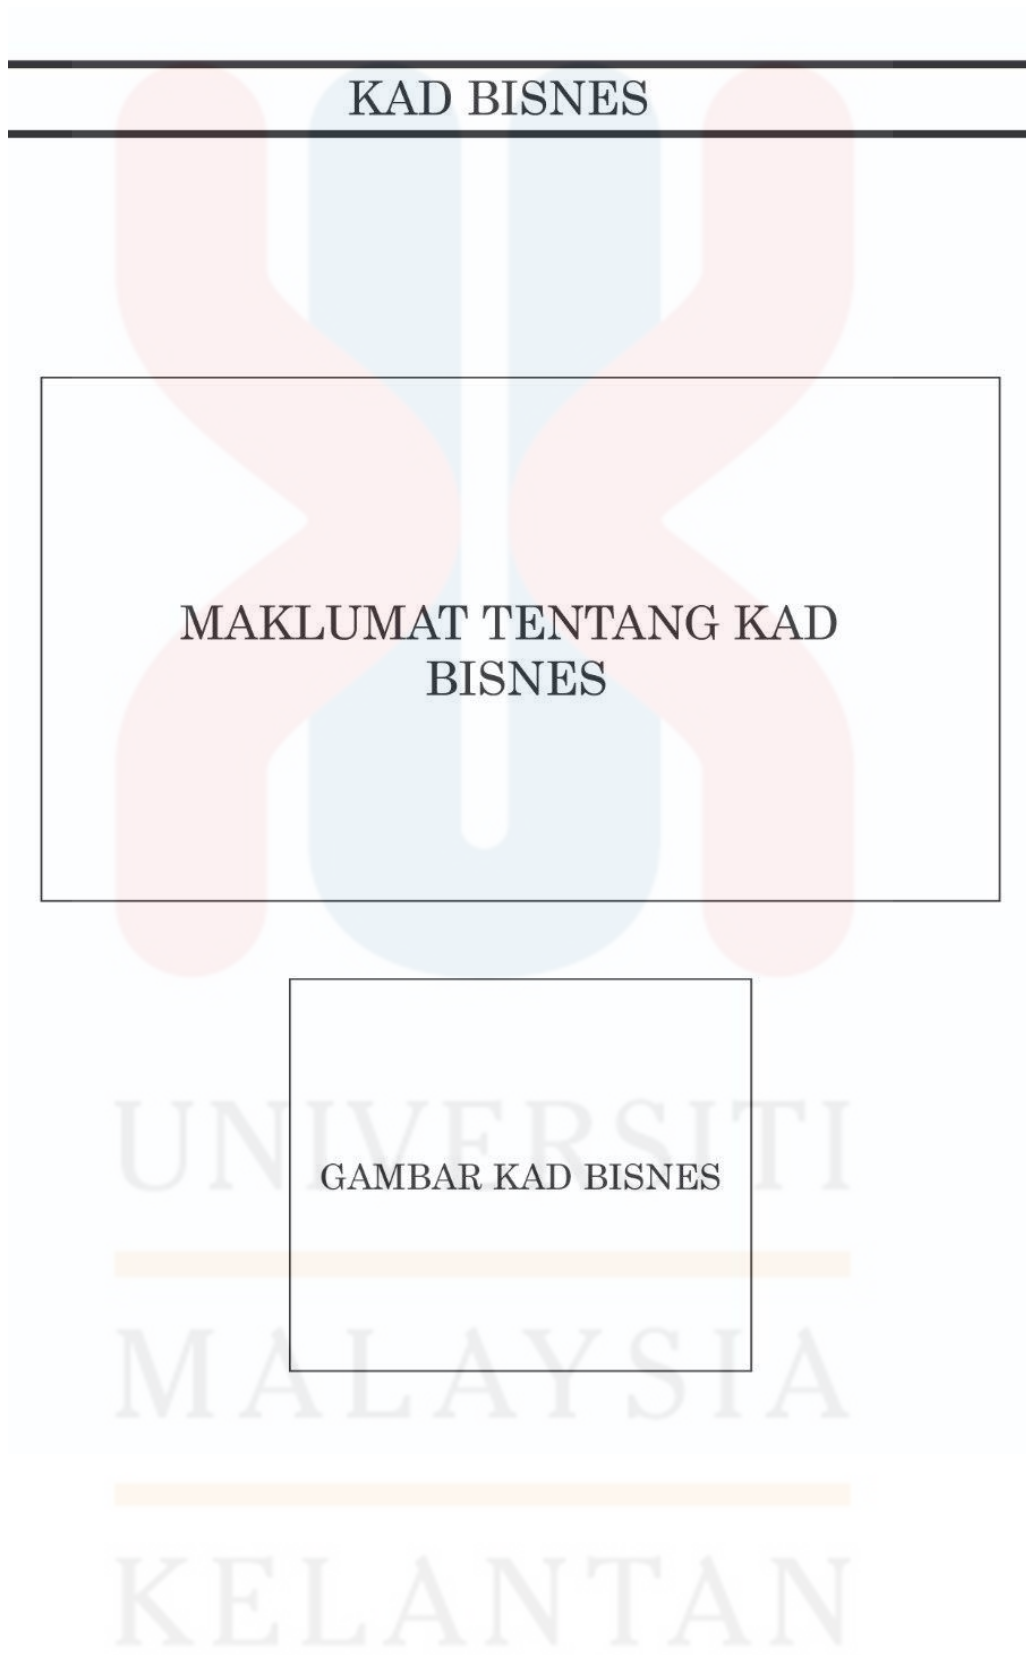 KAD BISNES
MAKLUMAT TENTANG KAD
BISNES
GAMBAR KAD BISNES
UNIVERSITI
MALAYSIA
KELANTAN